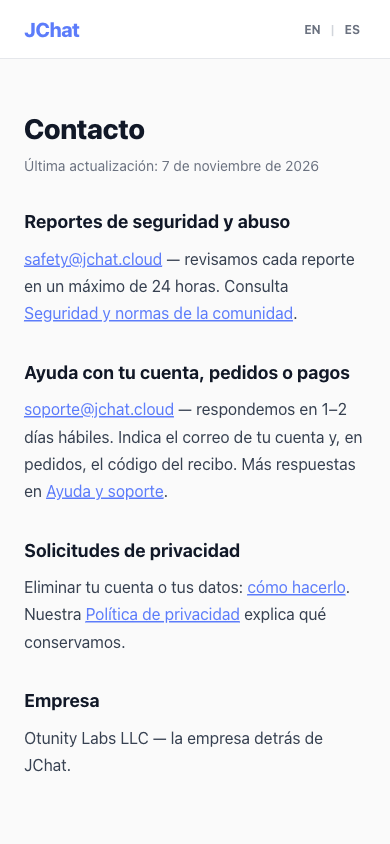 JChat
EN | ES
Contacto
Última actualización: 7 de noviembre de 2026
Reportes de seguridad y abuso
safety@jchat.cloud — revisamos cada reporte
en un máximo de 24 horas. Consulta
Seguridad y normas de la comunidad.
Ayuda con tu cuenta, pedidos o pagos
soporte@jchat.cloud — respondemos en 1–2
días hábiles. Indica el correo de tu cuenta y, en
pedidos, el código del recibo. Más respuestas
en Ayuda y soporte.
Solicitudes de privacidad
Eliminar tu cuenta o tus datos: cómo hacerlo.
Nuestra Política de privacidad explica qué
conservamos.
Empresa
Otunity Labs LLC — la empresa detrás de
JChat.